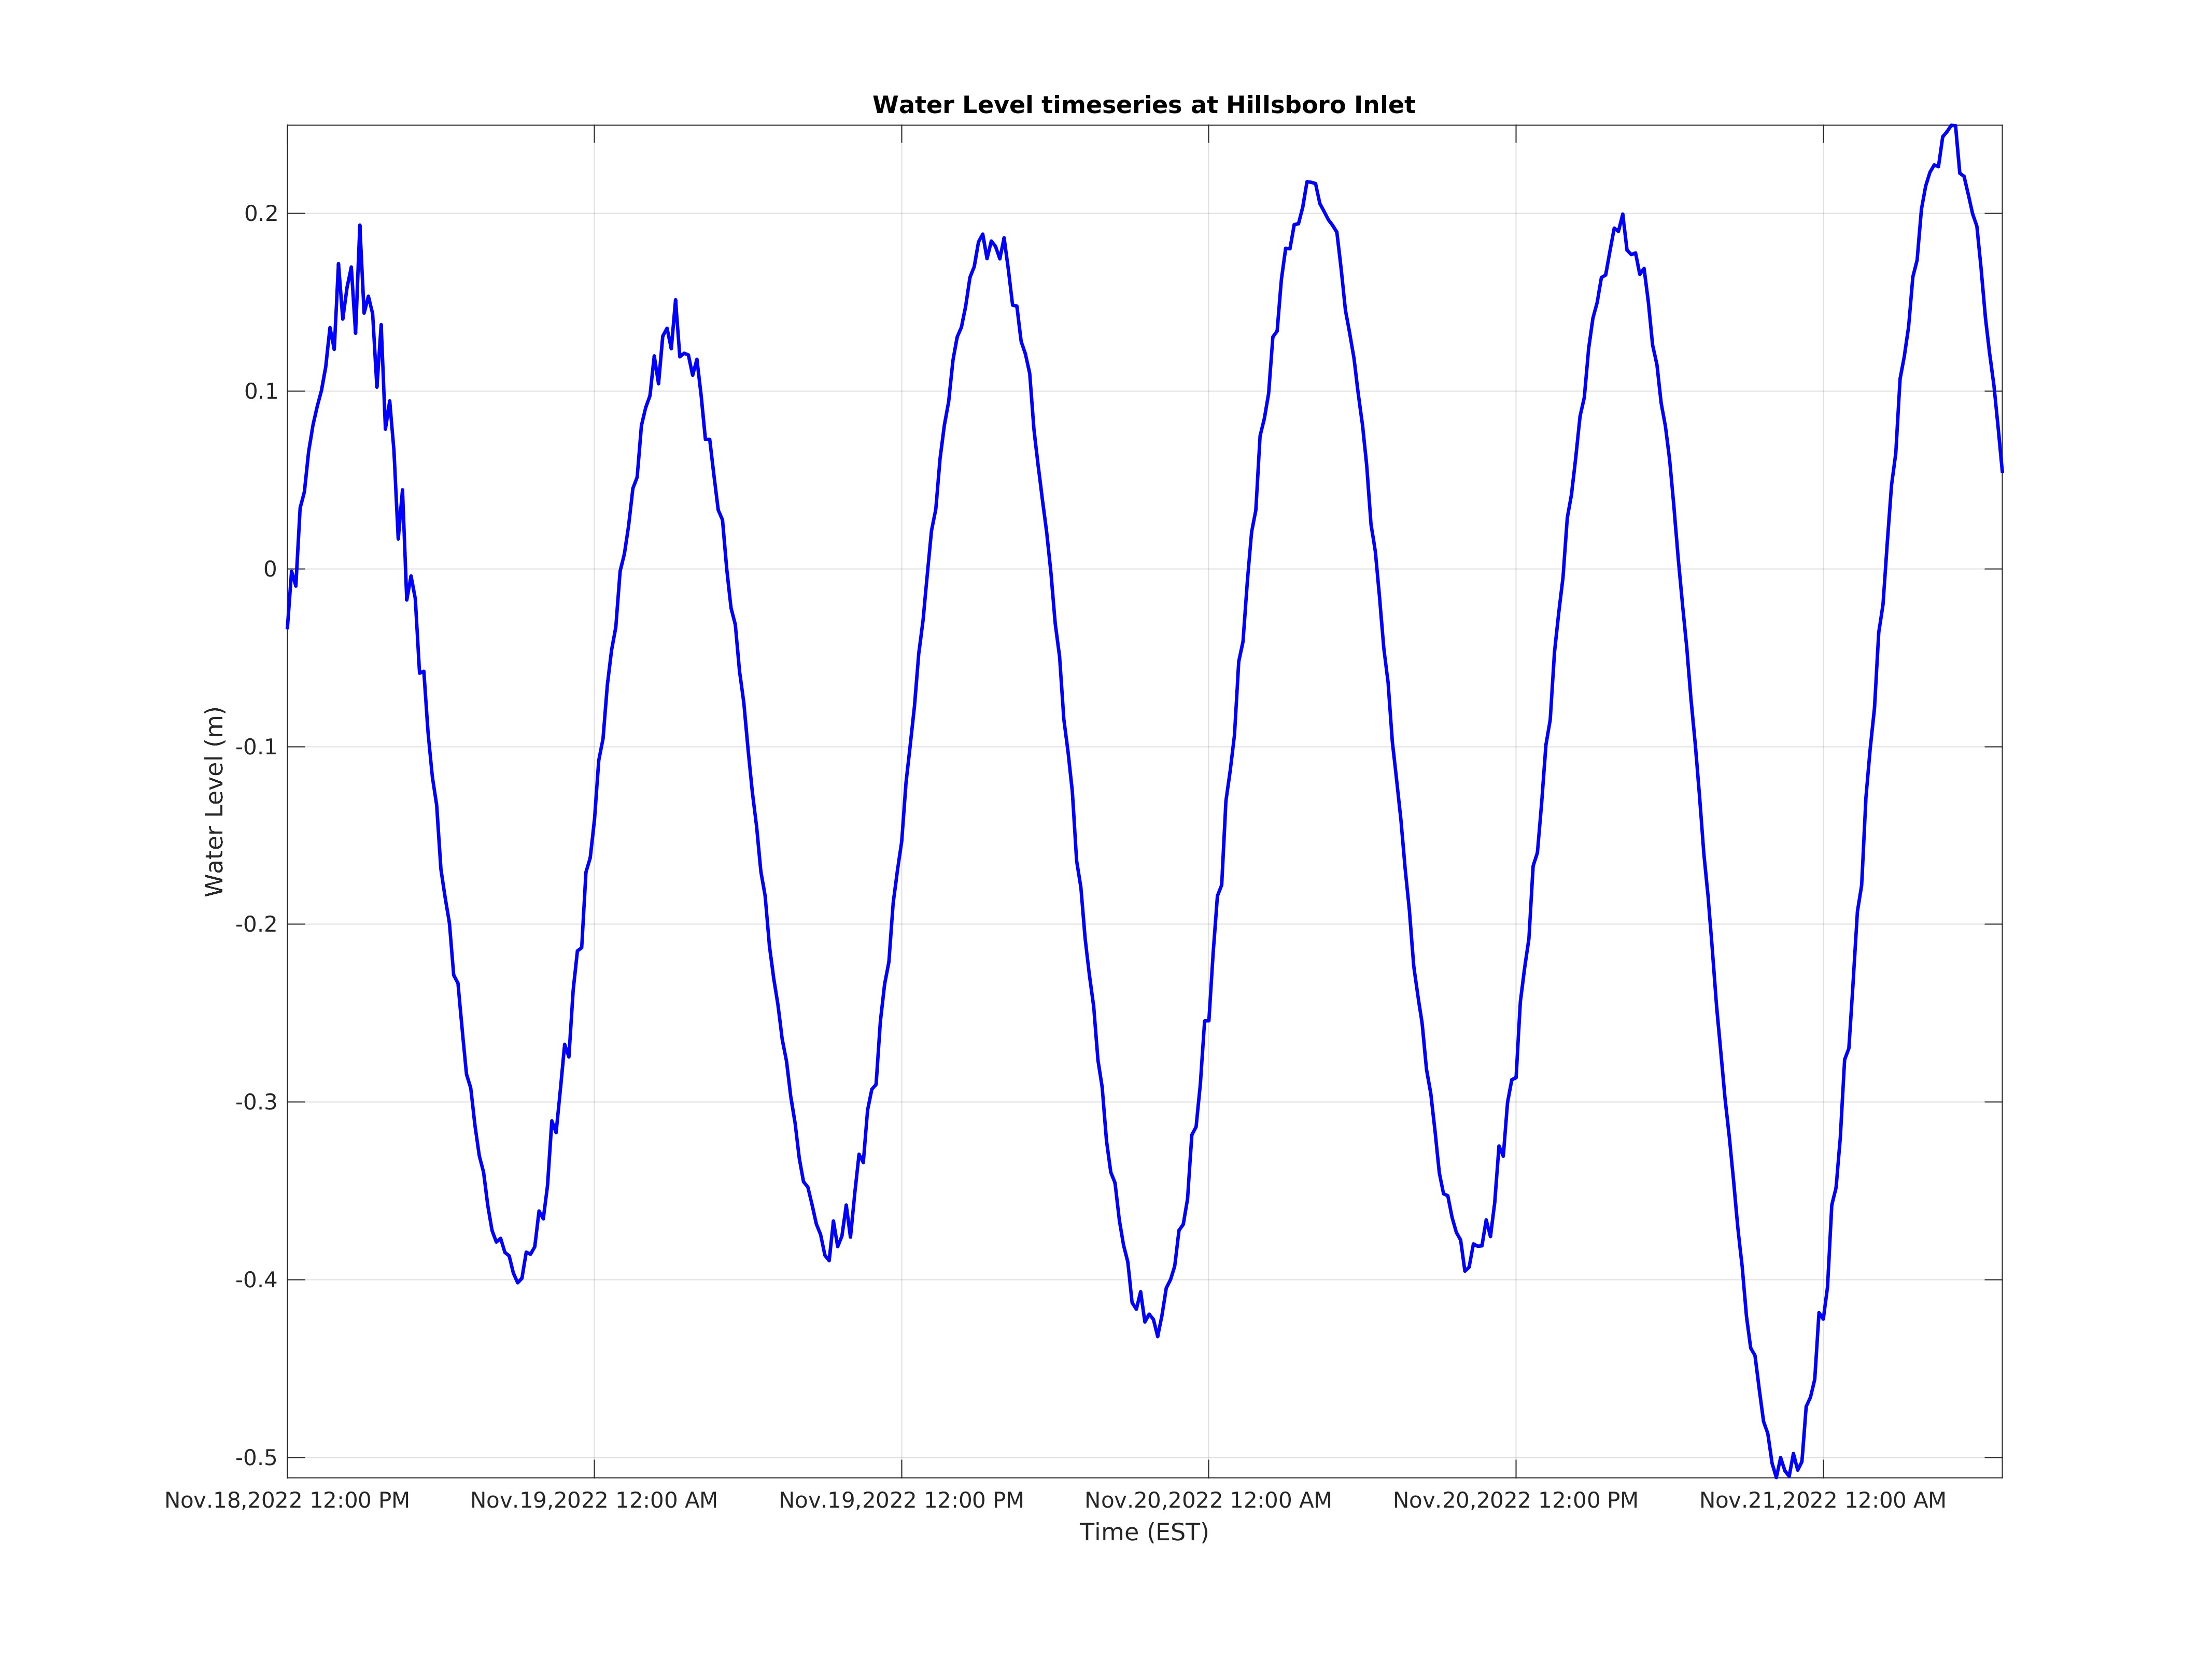 Water Level timeseries at Hillsboro Inlet
0.2
0.1
0
-0.1
-0.2
-0.3
-0.4
-0.5
Water Level (m)
Nov.18,2022 12:00 PM
Nov.19,2022 12:00 AM
Nov.19,2022 12:00 PM
Nov.20,2022 12:00 AM
Nov.20,2022 12:00 PM
Nov.21,2022 12:00 AM
Time (EST)